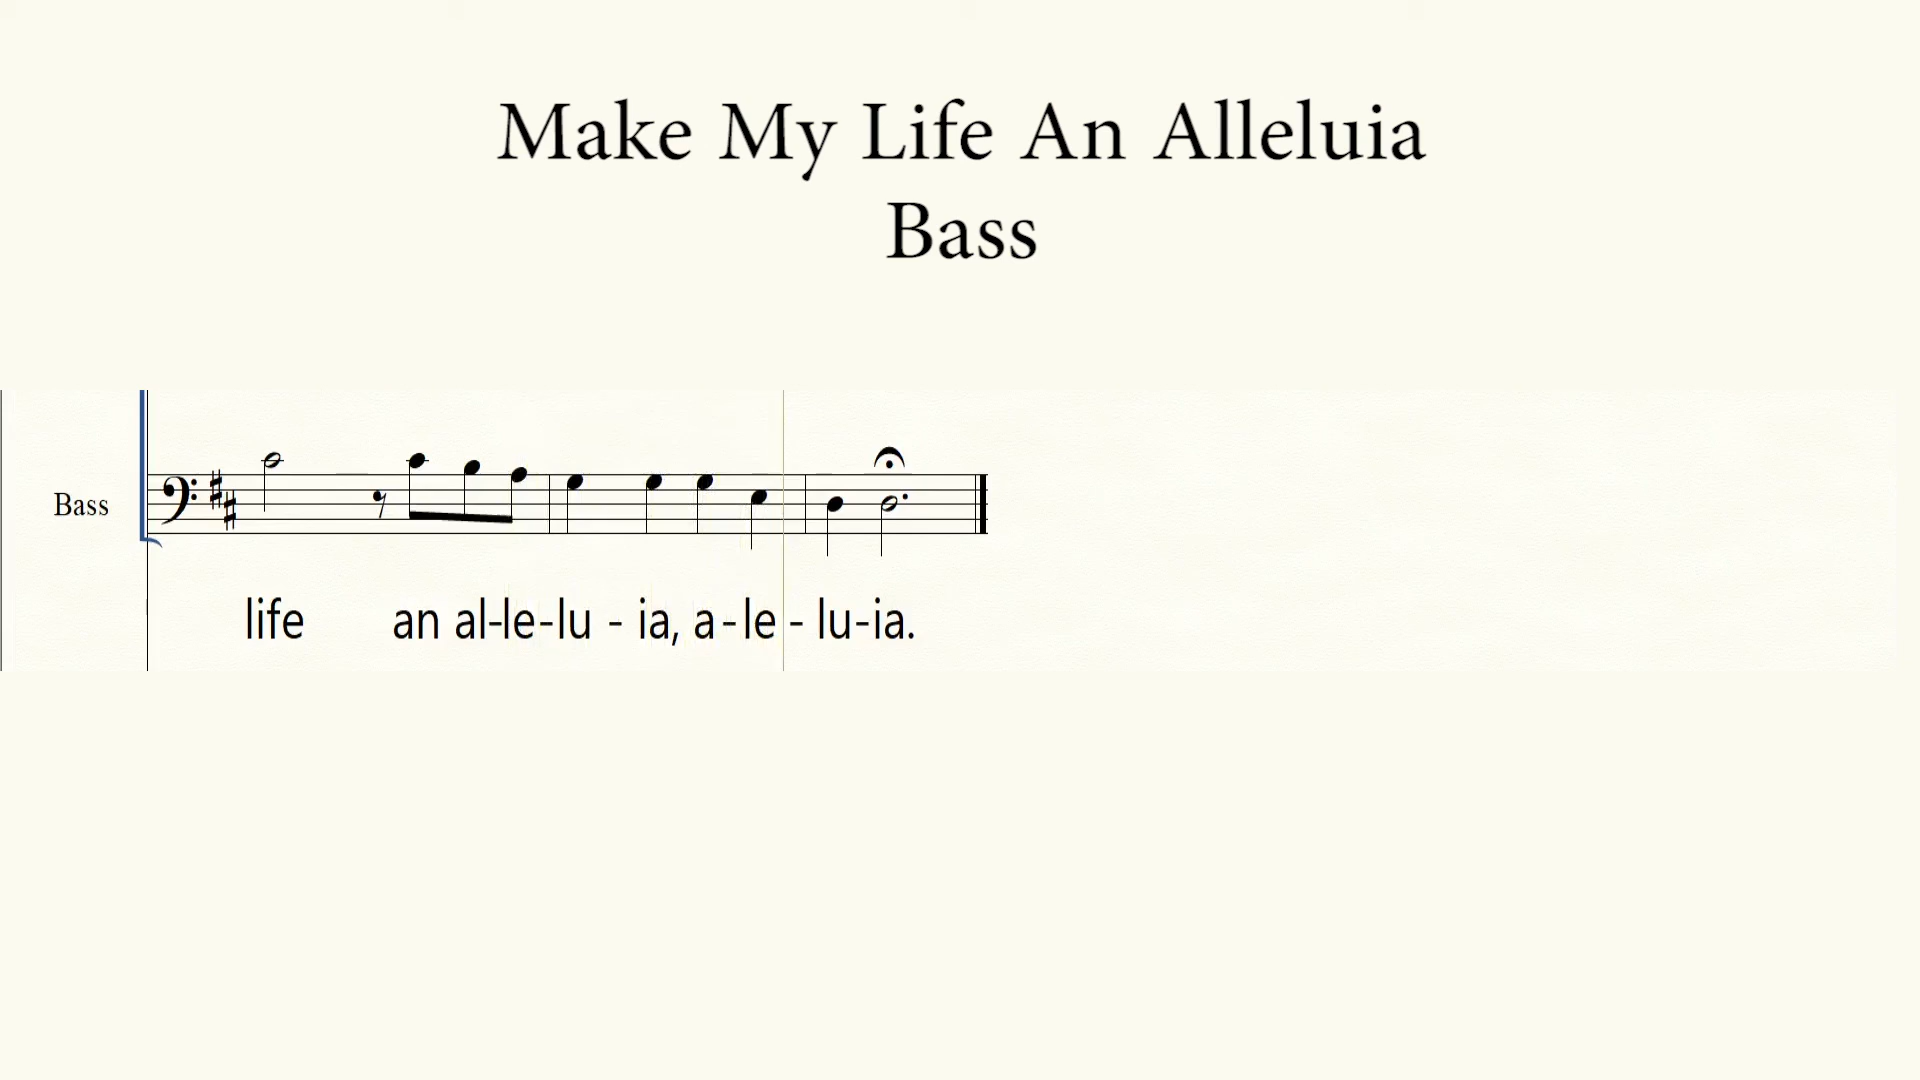 Make My Life An Alleluia
Bass
Bass
life an al-le-lu - ia, a-le - lu-ia.